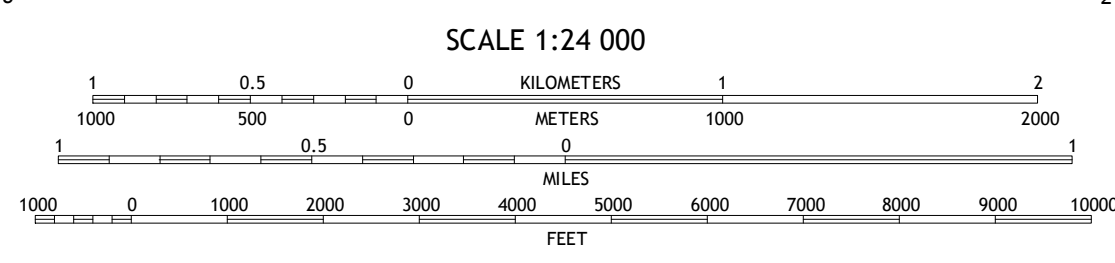 SCALE 1:24 000
1 0.5 0 KILOMETERS 1 2
1000 500 0 METERS 1000 2000
1 0.5 0 1
MILES
1000 0 1000 2000 3000 4000 5000 6000 7000 8000 9000 10000
FEET